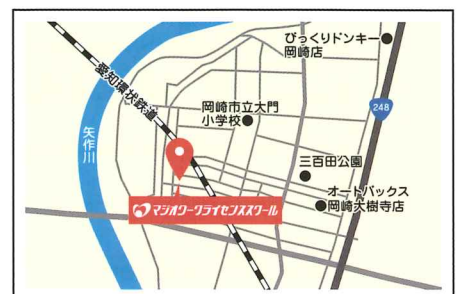 びっくりドンキー
岡崎店
愛知環状鉄道
248
岡崎市立大門
小学校
矢作川
三百田公園
オートバックス
岡崎大樹寺店
マジオワークライセンススクール